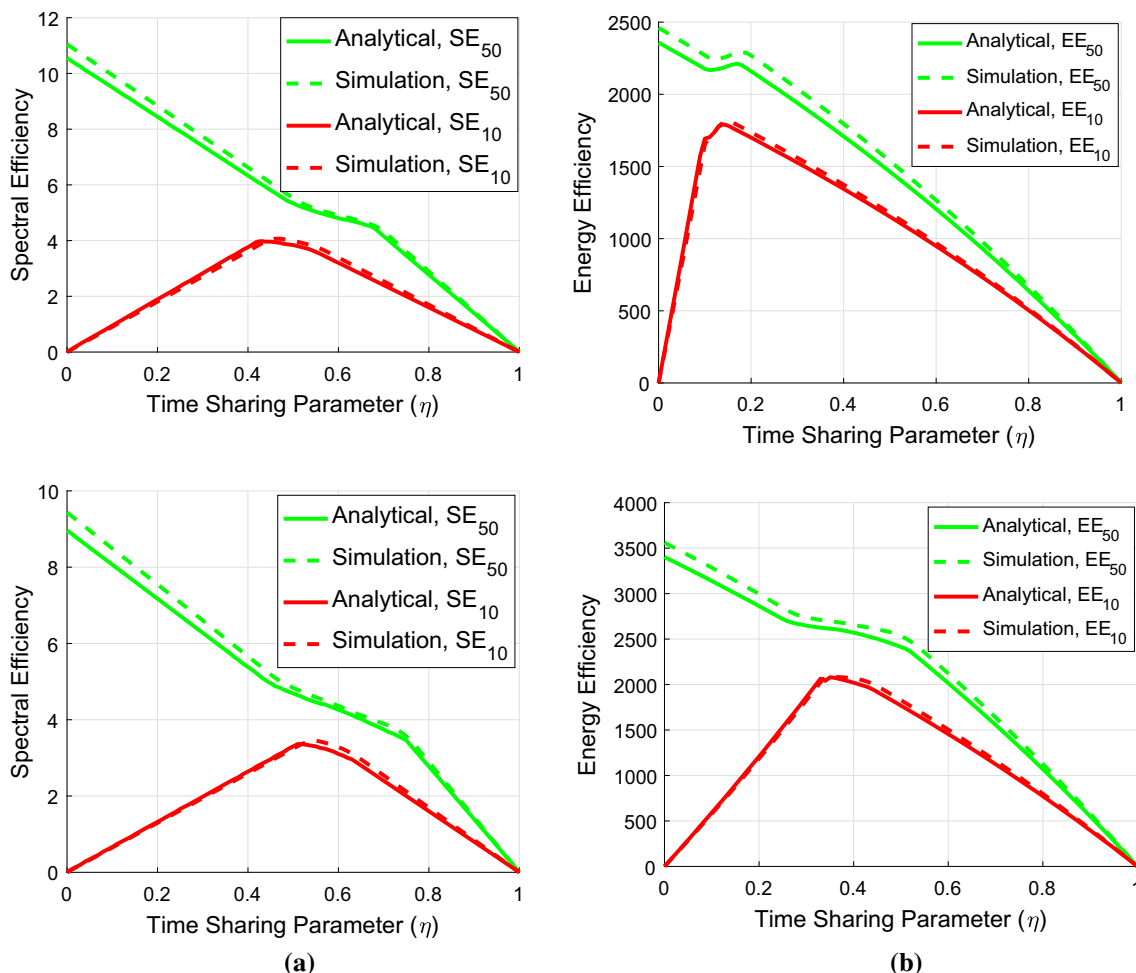 12
10
8
6
4
2
0
Spectral Efficiency
Analytical, SE50
Simulation, SE50
Analytical, SE10
Simulation, SE10
0 0.2 0.4 0.6 0.8 1
Time Sharing Parameter (η)
2500
2000
1500
1000
500
0
Energy Efficiency
Analytical, EE50
Simulation, EE50
Analytical, EE10
Simulation, EE10
0 0.2 0.4 0.6 0.8 1
Time Sharing Parameter (η)
10
8
6
4
2
0
Spectral Efficiency
Analytical, SE50
Simulation, SE50
Analytical, SE10
Simulation, SE10
0 0.2 0.4 0.6 0.8 1
Time Sharing Parameter (η)
(a)
4000
3500
3000
2500
2000
1500
1000
500
0
Energy Efficiency
Analytical, EE50
Simulation, EE50
Analytical, EE10
Simulation, EE10
0 0.2 0.4 0.6 0.8 1
Time Sharing Parameter (η)
(b)